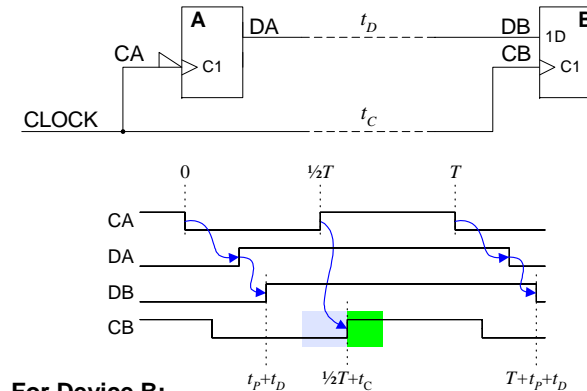 A
B
DA
t_D
DB
1D
CA
CB
C1
C1
CLOCK
t_C
0
½T
T
CA
DA
DB
CB
For Device B:
t_P+t_D
½T+t_C
T+t_P+t_D